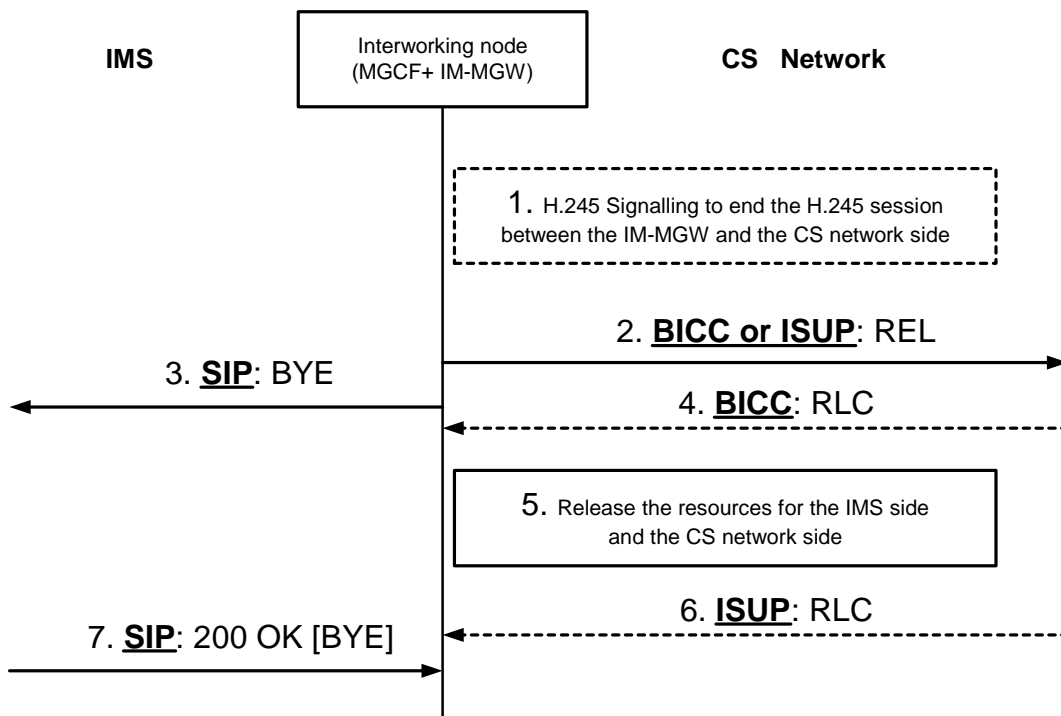 IMS
Interworking node
(MGCF+ IM-MGW)
CS Network
1. H.245 Signalling to end the H.245 session
between the IM-MGW and the CS network side
2. BICC or ISUP: REL
3. SIP: BYE
4. BICC: RLC
5. Release the resources for the IMS side
and the CS network side
6. ISUP: RLC
7. SIP: 200 OK [BYE]